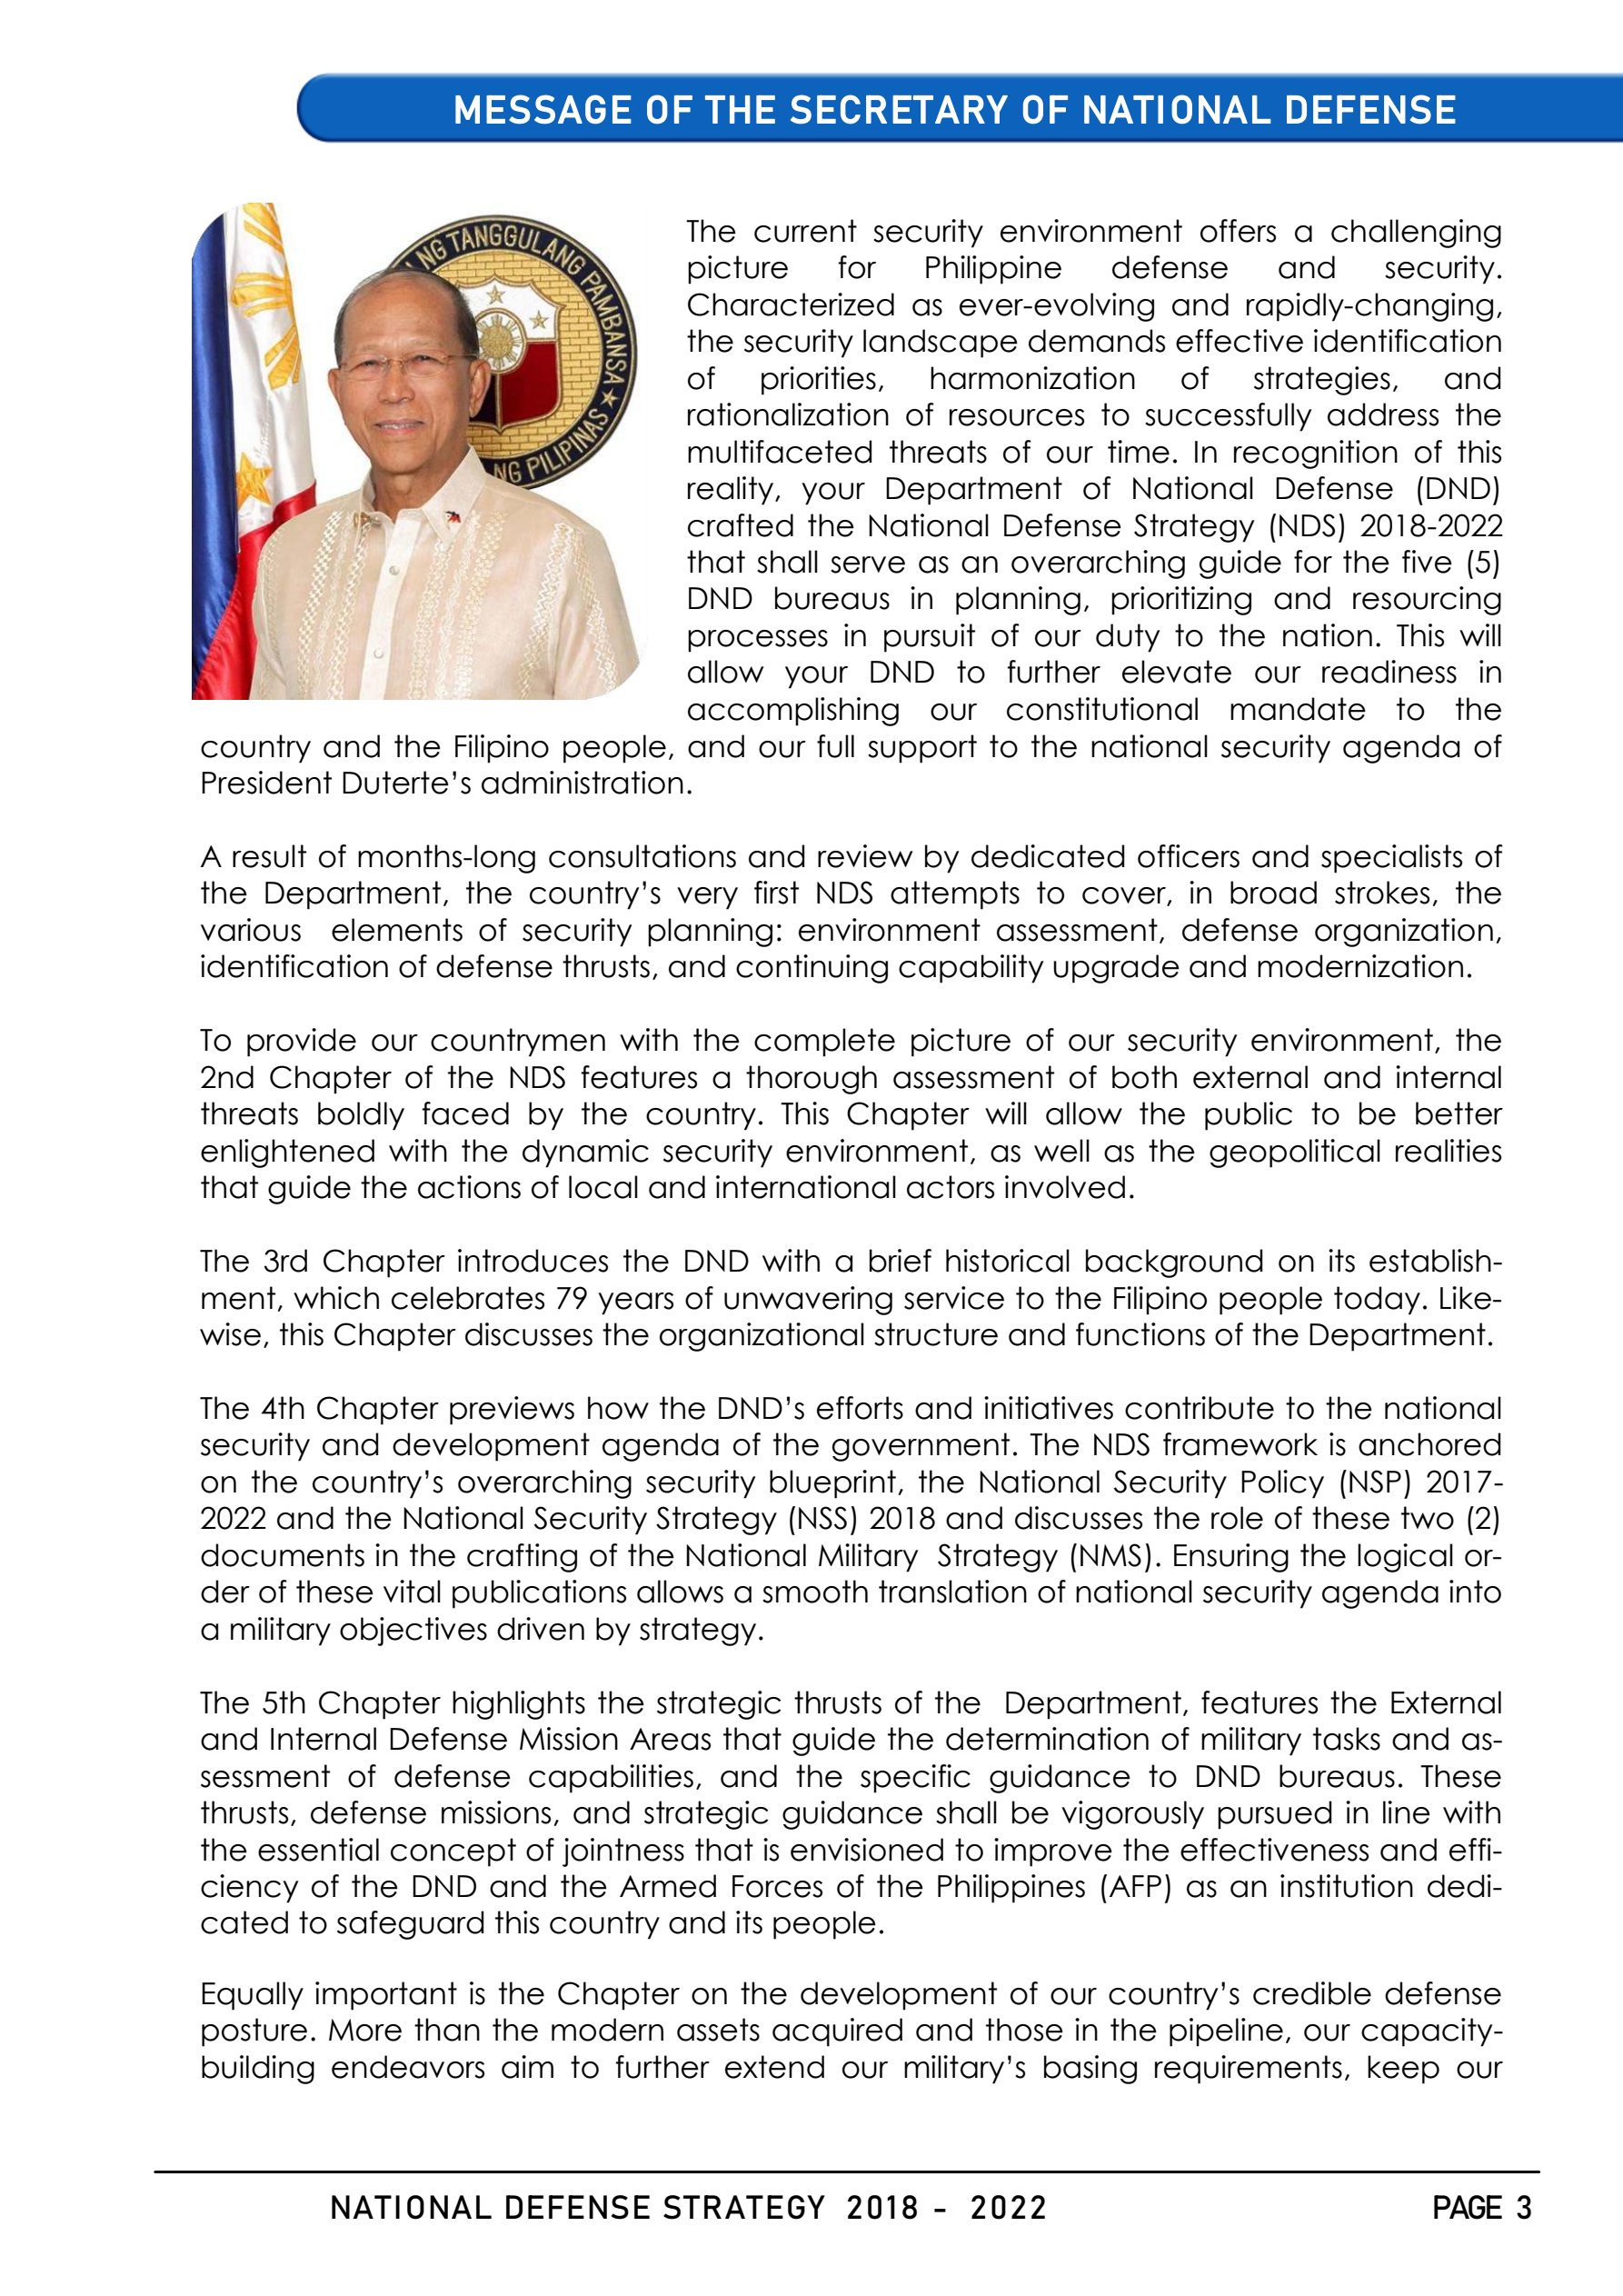 MESSAGE OF THE SECRETARY OF NATIONAL DEFENSE
NG TANGGULANG PAMBANSA ★
NG PILIPINAS ★
The current security environment offers a challenging
picture for Philippine defense and security.
Characterized as ever-evolving and rapidly-changing,
the security landscape demands effective identification
of priorities, harmonization of strategies, and
rationalization of resources to successfully address the
multifaceted threats of our time. In recognition of this
reality, your Department of National Defense (DND)
crafted the National Defense Strategy (NDS) 2018-2022
that shall serve as an overarching guide for the five (5)
DND bureaus in planning, prioritizing and resourcing
processes in pursuit of our duty to the nation. This will
allow your DND to further elevate our readiness in
accomplishing our constitutional mandate to the
country and the Filipino people, and our full support to the national security agenda of
President Duterte's administration.
A result of months-long consultations and review by dedicated officers and specialists of
the Department, the country's very first NDS attempts to cover, in broad strokes, the
various elements of security planning: environment assessment, defense organization,
identification of defense thrusts, and continuing capability upgrade and modernization.
To provide our countrymen with the complete picture of our security environment, the
2nd Chapter of the NDS features a thorough assessment of both external and internal
threats boldly faced by the country. This Chapter will allow the public to be better
enlightened with the dynamic security environment, as well as the geopolitical realities
that guide the actions of local and international actors involved.
The 3rd Chapter introduces the DND with a brief historical background on its establish-
ment, which celebrates 79 years of unwavering service to the Filipino people today. Like-
wise, this Chapter discusses the organizational structure and functions of the Department.
The 4th Chapter previews how the DND's efforts and initiatives contribute to the national
security and development agenda of the government. The NDS framework is anchored
on the country's overarching security blueprint, the National Security Policy (NSP) 2017-
2022 and the National Security Strategy (NSS) 2018 and discusses the role of these two (2)
documents in the crafting of the National Military Strategy (NMS). Ensuring the logical or-
der of these vital publications allows a smooth translation of national security agenda into
a military objectives driven by strategy.
The 5th Chapter highlights the strategic thrusts of the Department, features the External
and Internal Defense Mission Areas that guide the determination of military tasks and as-
sessment of defense capabilities, and the specific guidance to DND bureaus. These
thrusts, defense missions, and strategic guidance shall be vigorously pursued in line with
the essential concept of jointness that is envisioned to improve the effectiveness and effi-
ciency of the DND and the Armed Forces of the Philippines (AFP) as an institution dedi-
cated to safeguard this country and its people.
Equally important is the Chapter on the development of our country's credible defense
posture. More than the modern assets acquired and those in the pipeline, our capacity-
building endeavors aim to further extend our military's basing requirements, keep our
NATIONAL DEFENSE STRATEGY 2018 - 2022
PAGE 3